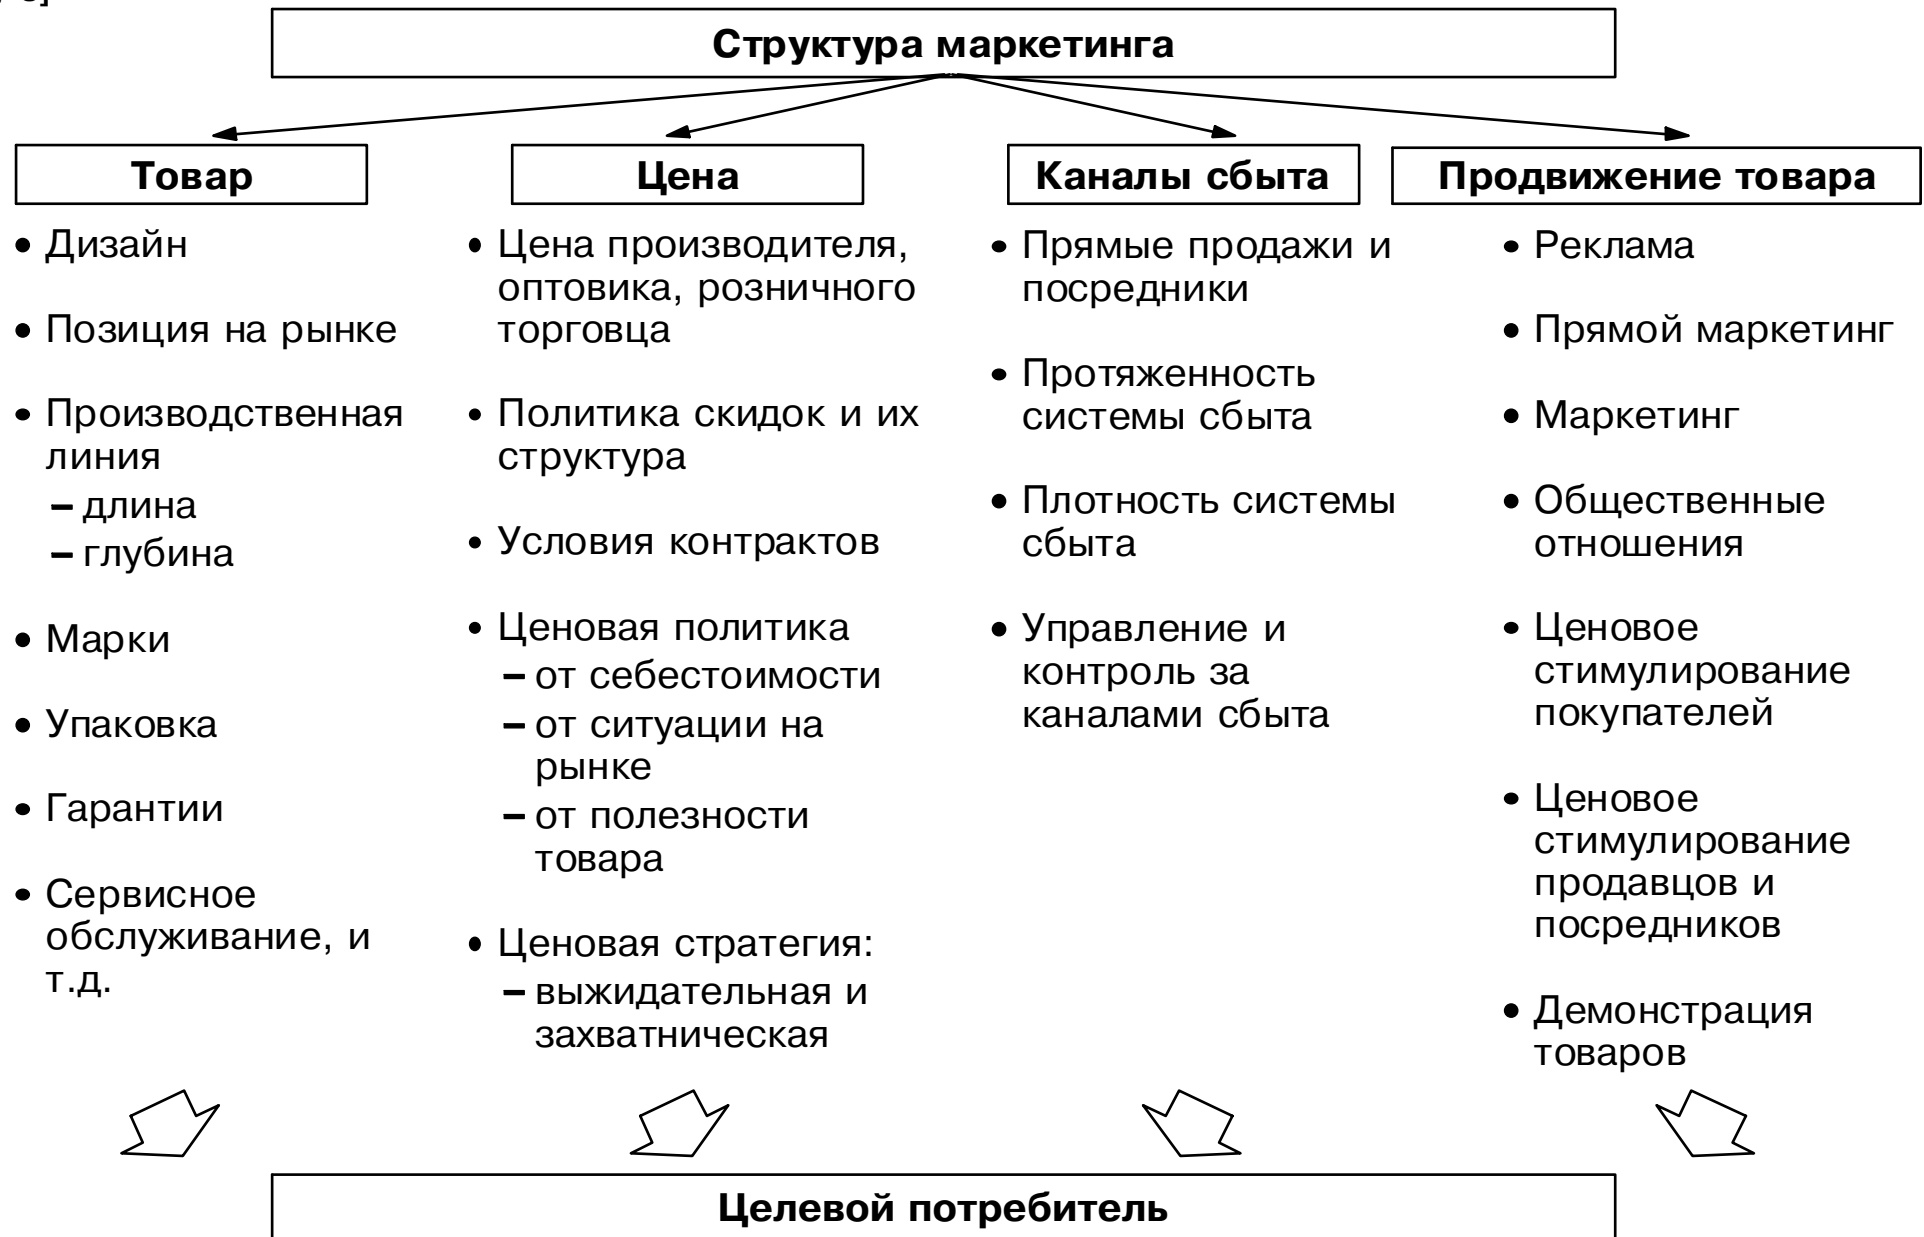 Структура маркетинга
Товар
• Дизайн
• Позиция на рынке
• Производственная
линия
– длина
– глубина
• Марки
• Упаковка
• Гарантии
• Сервисное
обслуживание, и
т.д.
Цена
• Цена производителя,
оптовика, розничного
торговца
• Политика скидок и их
структура
• Условия контрактов
• Ценовая политика
– от себестоимости
– от ситуации на
рынке
– от полезности
товара
• Ценовая стратегия:
– выжидательная и
захватническая
Каналы сбыта
• Прямые продажи и
посредники
• Протяженность
системы сбыта
• Плотность системы
сбыта
• Управление и
контроль за
каналами сбыта
Продвижение товара
• Реклама
• Прямой маркетинг
• Маркетинг
• Общественные
отношения
• Ценовое
стимулирование
покупателей
• Ценовое
стимулирование
продавцов и
посредников
• Демонстрация
товаров
Целевой потребитель